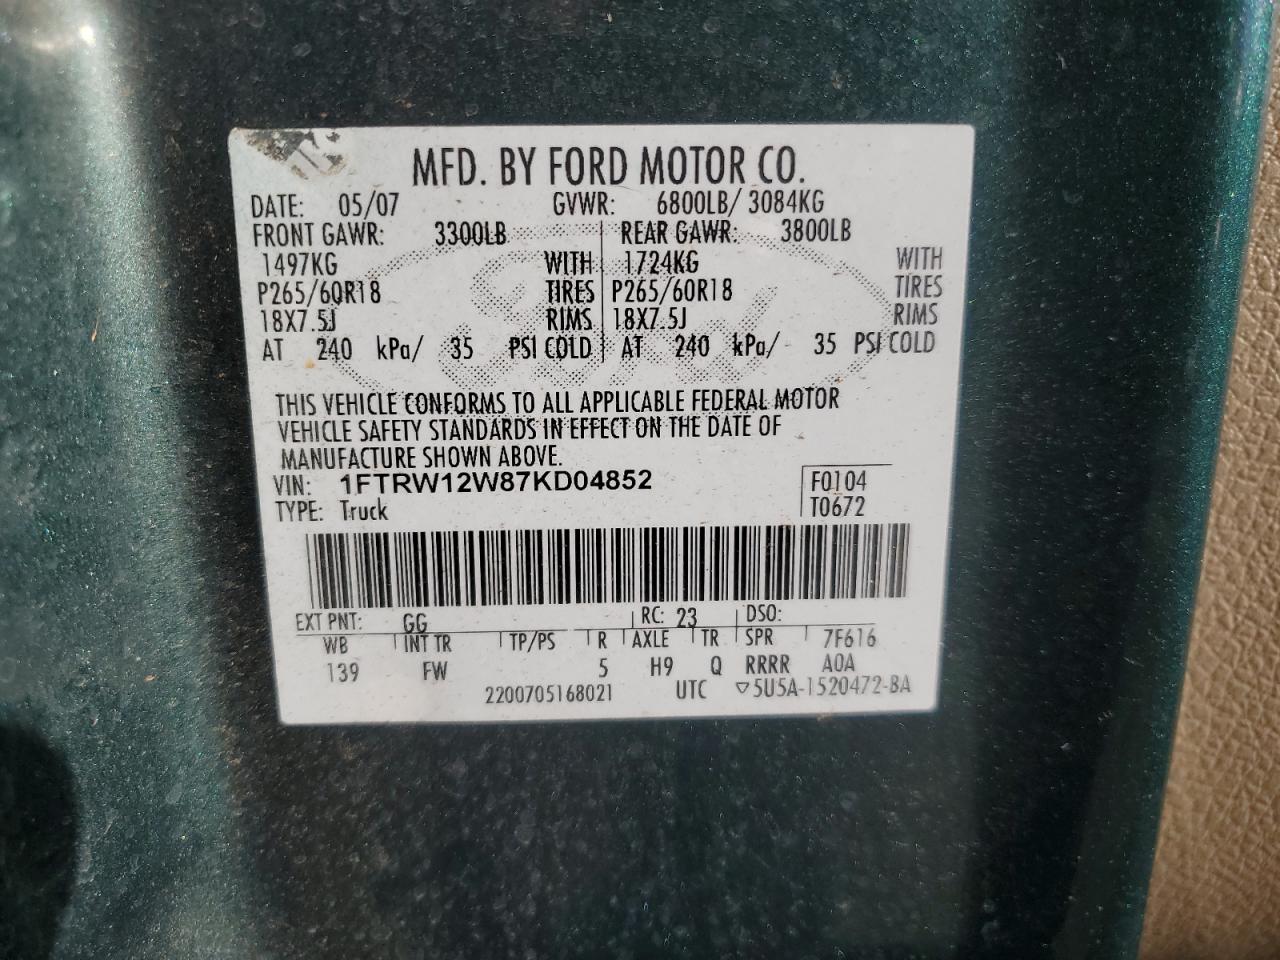 MFD. BY FORD MOTOR CO.
DATE: 05/07 GVWR: 6800LB/ 3084KG
FRONT GAWR: 3300LB REAR GAWR: 3800LB
1497KG WITH 1724KG WITH
P265/60R18 TIRES P265/60R18 TIRES
18X7.5J RIMS 18X7.5J RIMS
AT 240 kPa/ 35 PSI COLD AT 240 kPa/ 35 PSI COLD
THIS VEHICLE CONFORMS TO ALL APPLICABLE FEDERAL MOTOR
VEHICLE SAFETY STANDARDS IN EFFECT ON THE DATE OF
MANUFACTURE SHOWN ABOVE.
VIN: 1FTRW12W87KD04852 F0104
TYPE: Truck T0672
EXT PNT: GG RC: 23 DSO:
WB INT TR TP/PS R AXLE TR SPR 7F616
139 FW 5 H9 Q RRRR A0A
2200705168021 UTC ▽5U5A-1520472-BA